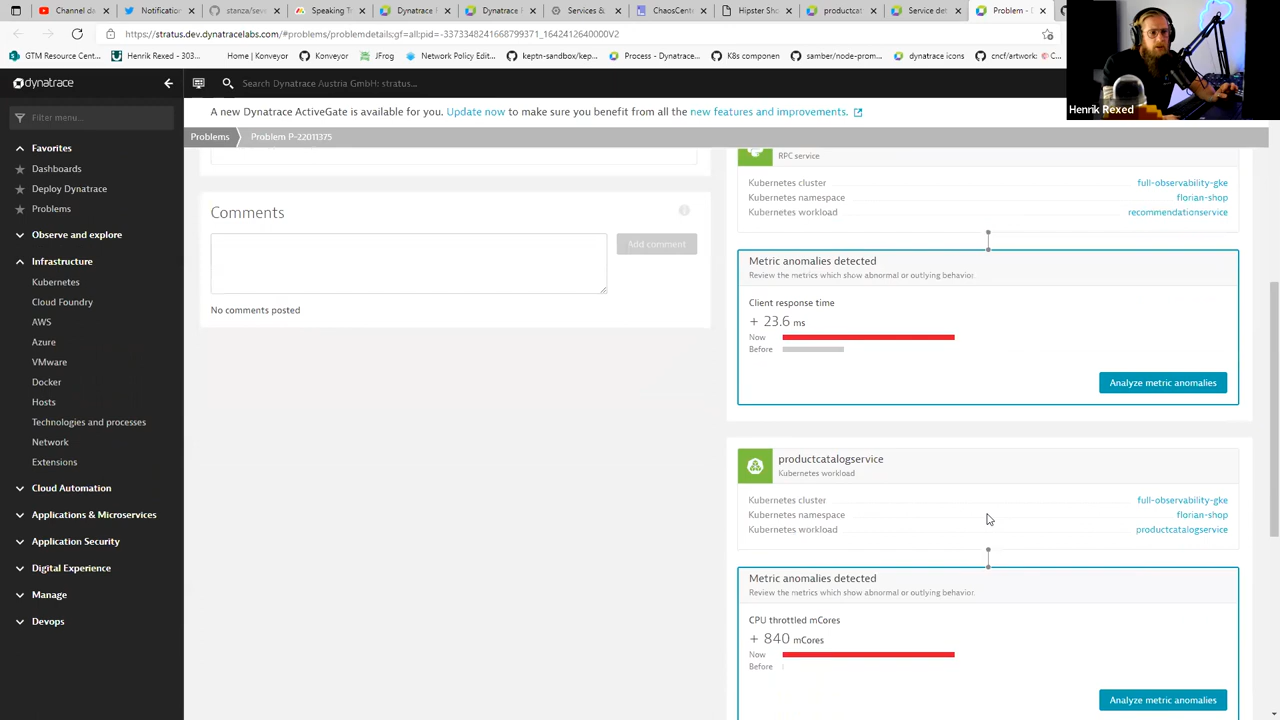 Channel da
Notification
stanza/seve
Speaking T
Dynatrace |
Dynatrace |
Services &
ChaosCente
Hipster Sho
productcat
Service det
Problem - D
https://stratus.dev.dynatracelabs.com/#problems/problemdetails;gf=all;pid=-3373348241668799371_1642412640000V2
GTM Resource Cent...
Henrik Rexed - 303...
Home | Konveyor
Konveyor
JFrog
Network Policy Edit...
keptn-sandbox/kep...
Process - Dynatrac...
K8s componen
samber/node-prom...
dynatrace icons
cncf/artwork:
Henrik Rexed
dynatrace
Search Dynatrace Austria GmbH: stratus...
A new Dynatrace ActiveGate is available for you. Update now to make sure you benefit from all the new features and improvements.
Filter menu...
Problems
Problem P-22011375
Favorites
Dashboards
Deploy Dynatrace
Problems
Observe and explore
Infrastructure
Kubernetes
Cloud Foundry
AWS
Azure
VMware
Docker
Hosts
Technologies and processes
Network
Extensions
Cloud Automation
Applications & Microservices
Application Security
Digital Experience
Manage
Devops
Comments
Add comment
No comments posted
RPC service
Kubernetes cluster full-observability-gke
Kubernetes namespace florian-shop
Kubernetes workload recommendationservice
Metric anomalies detected
Review the metrics which show abnormal or outlying behavior.
Client response time
+ 23.6 ms
Now
Before
Analyze metric anomalies
productcatalogservice
Kubernetes workload
Kubernetes cluster full-observability-gke
Kubernetes namespace florian-shop
Kubernetes workload productcatalogservice
Metric anomalies detected
Review the metrics which show abnormal or outlying behavior.
CPU throttled mCores
+ 840 mCores
Now
Before
Analyze metric anomalies